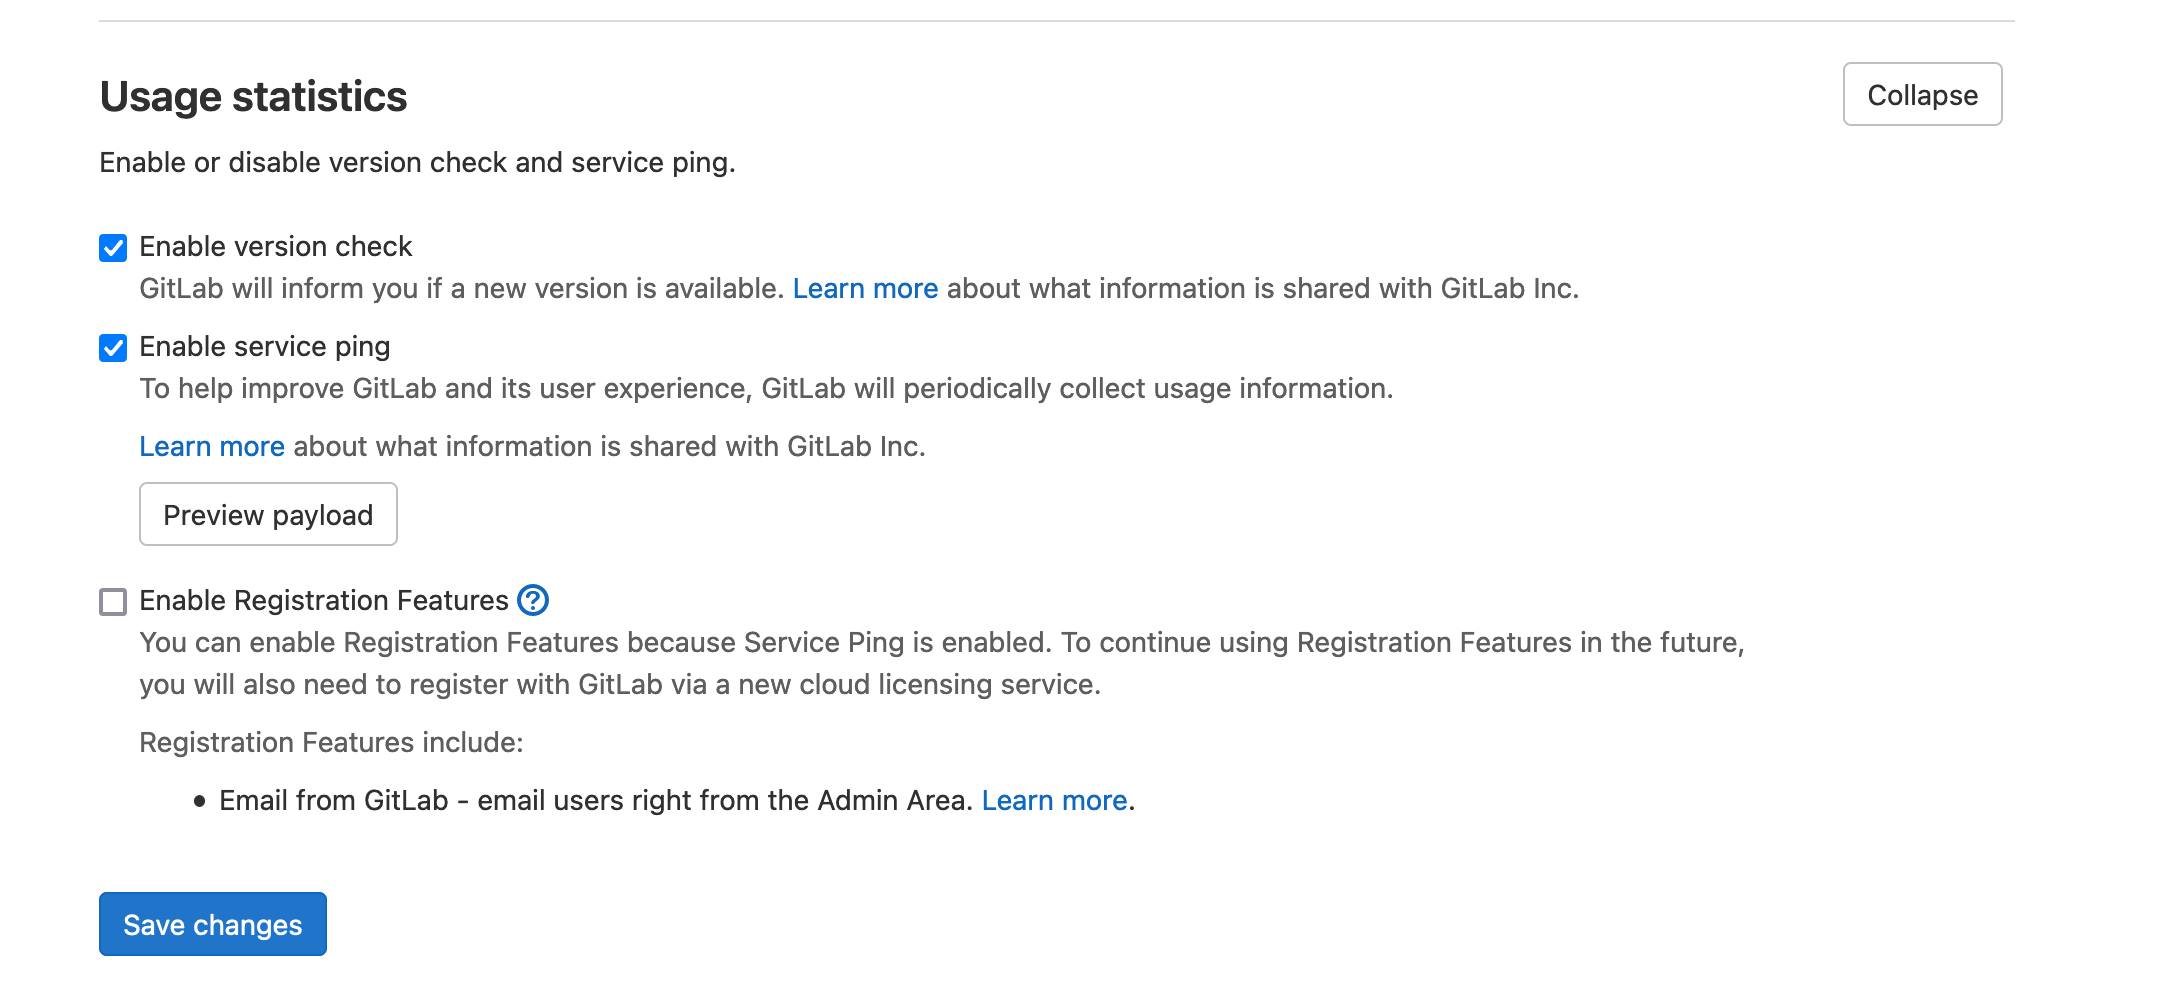 Usage statistics
Collapse
Enable or disable version check and service ping.
Enable version check
GitLab will inform you if a new version is available. Learn more about what information is shared with GitLab Inc.
Enable service ping
To help improve GitLab and its user experience, GitLab will periodically collect usage information.
Learn more about what information is shared with GitLab Inc.
Preview payload
Enable Registration Features ?
You can enable Registration Features because Service Ping is enabled. To continue using Registration Features in the future,
you will also need to register with GitLab via a new cloud licensing service.
Registration Features include:
• Email from GitLab - email users right from the Admin Area. Learn more.
Save changes